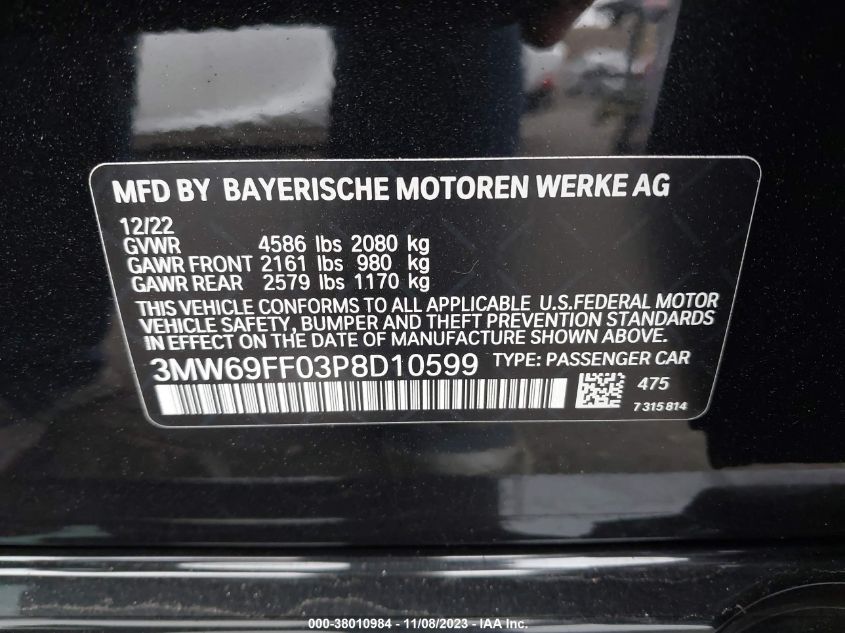 MFD BY BAYERISCHE MOTOREN WERKE AG
12/22
GVWR 4586 lbs 2080 kg
GAWR FRONT 2161 lbs 980 kg
GAWR REAR 2579 lbs 1170 kg
THIS VEHICLE CONFORMS TO ALL APPLICABLE U.S.FEDERAL MOTOR
VEHICLE SAFETY, BUMPER AND THEFT PREVENTION STANDARDS
IN EFFECT ON THE DATE OF MANUFACTURE SHOWN ABOVE.
3MW69FF03P8D10599 TYPE: PASSENGER CAR
475
7315814
000-38010984 - 11/08/2023 - IAA Inc.